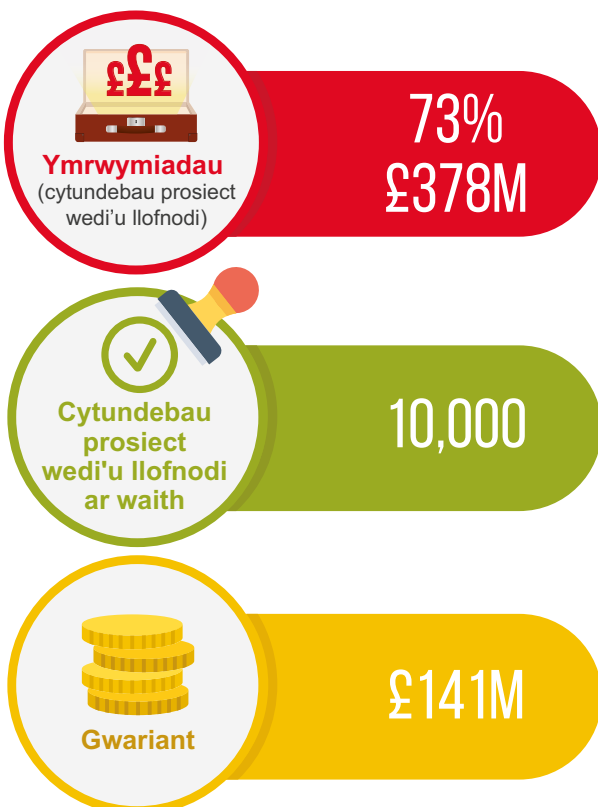 £££
Ymrwymiadau
(cytundebau prosiect
wedi'u llofnodi)
73%
£378M
Cytundebau
prosiect
wedi'u llofnodi
ar waith
10,000
Gwariant
£141M